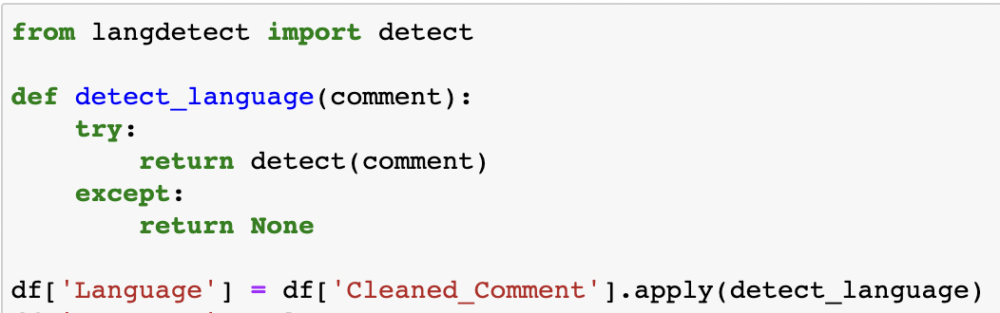 from langdetect import detect
def detect_language(comment):
    try:
        return detect(comment)
    except:
        return None
df['Language'] = df['Cleaned_Comment'].apply(detect_language)